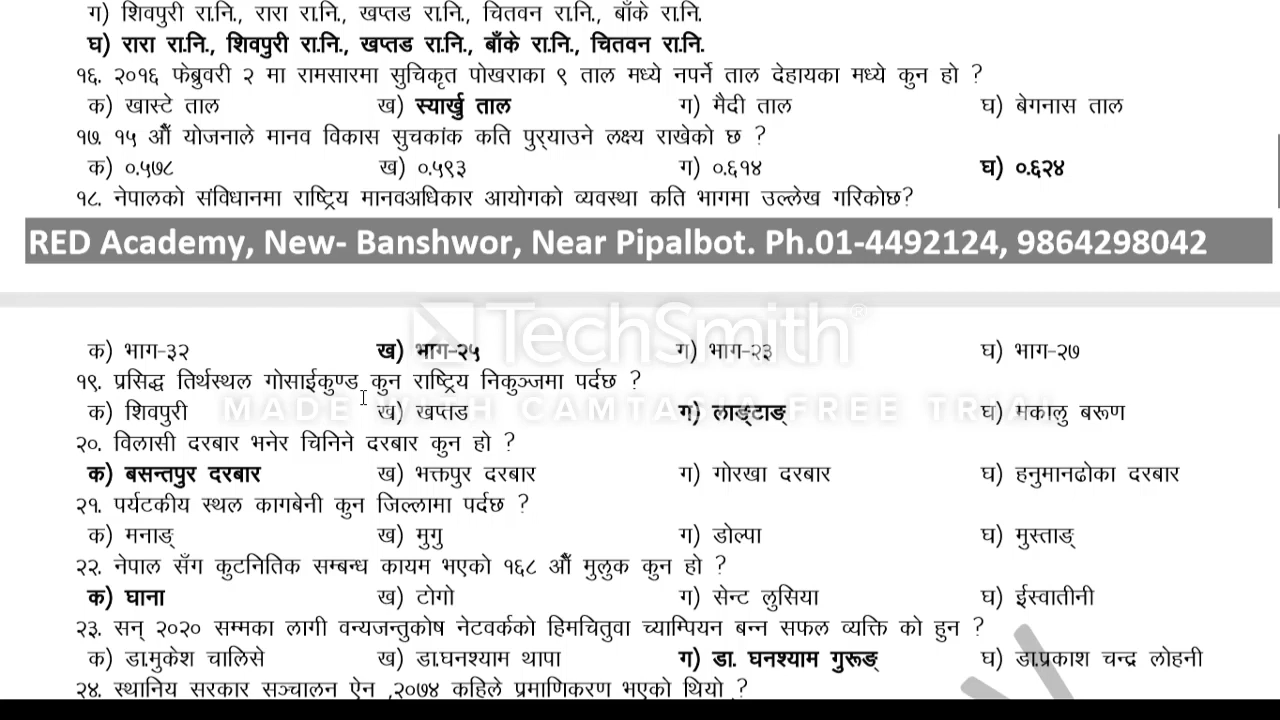 ग) शिवपुरी रा.नि., रारा रा.नि., खप्तड रा.नि., चितवन रा.नि., बाँके रा.नि.
घ) रारा रा.नि., शिवपुरी रा.नि., खप्तड रा.नि., बाँके रा.नि., चितवन रा.नि.
१६. २०१६ फेब्रुवरी २ मा रामसारमा सुचिकृत पोखराका ९ ताल मध्ये नपर्ने ताल देहायका मध्ये कुन हो ?
क) खास्टे ताल ख) स्यार्खु ताल ग) मैदी ताल घ) बेगनास ताल
१७. १५ औँ योजनाले मानव विकास सुचकांक कति पुर्‍याउने लक्ष्य राखेको छ ?
क) ०.५७८ ख) ०.५९३ ग) ०.६१४ घ) ०.६२४
१८. नेपालको संविधानमा राष्ट्रिय मानवअधिकार आयोगको व्यवस्था कति भागमा उल्लेख गरिकोछ?
RED Academy, New- Banshwor, Near Pipalbot. Ph.01-4492124, 9864298042
TechSmith®
क) भाग-३२ ख) भाग-२५ ग) भाग-२३ घ) भाग-२७
१९. प्रसिद्ध तिर्थस्थल गोसाईकुण्ड कुन राष्ट्रिय निकुञ्जमा पर्दछ ?
MADE WITH CAMTASIA FREE TRIAL
क) शिवपुरी ख) खप्तड ग) लाङ्टाङ् घ) मकालु बरूण
२०. विलासी दरबार भनेर चिनिने दरबार कुन हो ?
क) बसन्तपुर दरबार ख) भक्तपुर दरबार ग) गोरखा दरबार घ) हनुमानढोका दरबार
२१. पर्यटकीय स्थल कागबेनी कुन जिल्लामा पर्दछ ?
क) मनाङ् ख) मुगु ग) डोल्पा घ) मुस्ताङ्
२२. नेपाल सँग कुटनितिक सम्बन्ध कायम भएको १६८ औँ मुलुक कुन हो ?
क) घाना ख) टोगो ग) सेन्ट लुसिया घ) ईस्वातीनी
२३. सन् २०२० सम्मका लागी वन्यजन्तुकोष नेटवर्कको हिमचितुवा च्याम्पियन बन्न सफल व्यक्ति को हुन ?
क) डा.मुकेश चालिसे ख) डा.घनश्याम थापा ग) डा. घनश्याम गुरूङ् घ) डा.प्रकाश चन्द्र लोहनी
२४. स्थानिय सरकार सञ्चालन ऐन ,२०७४ कहिले प्रमाणिकरण भएको थियो ?